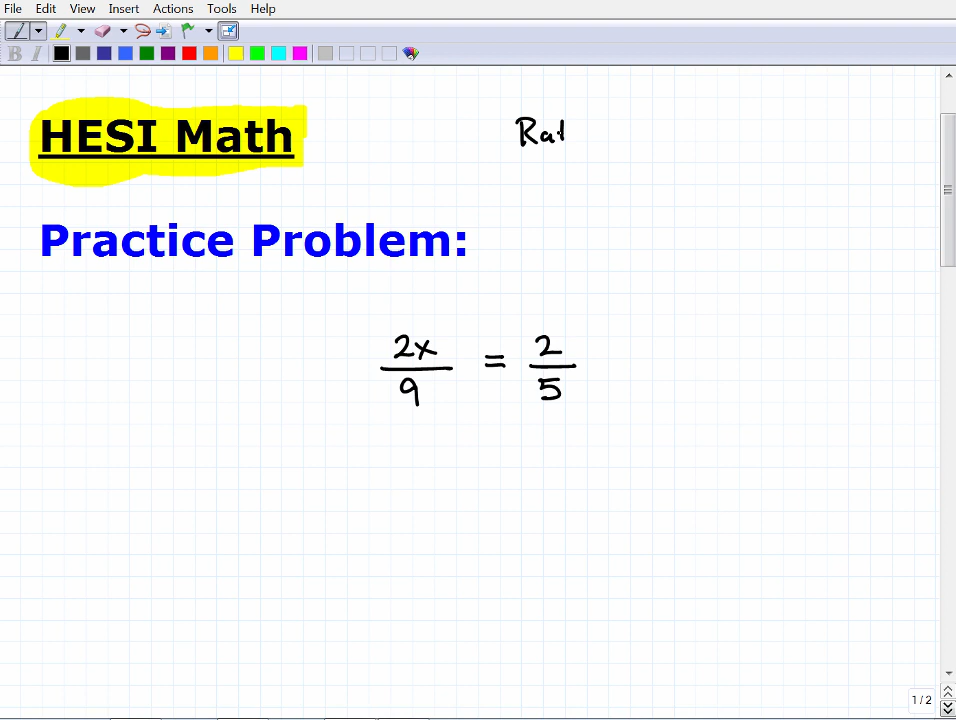 File Edit View Insert Actions Tools Help
B I
HESI Math
Rat
Practice Problem:
2x/9 = 2/5
1 / 2